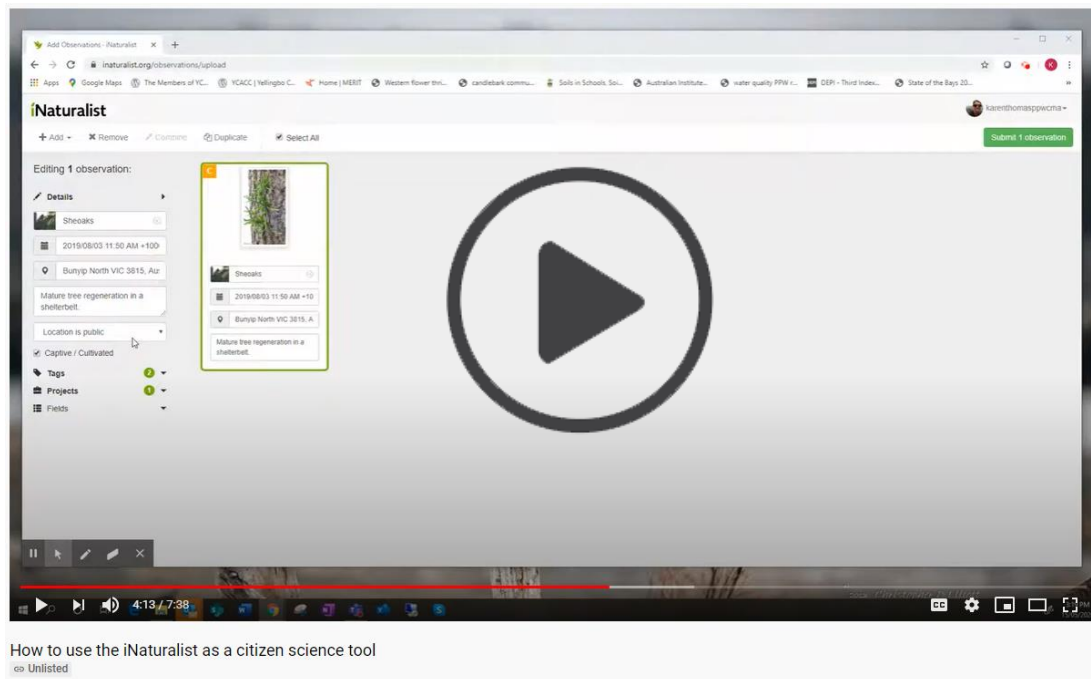 Add Observations - iNaturalist
inaturalist.org/observations/upload
Apps Google Maps The Members of YC... YCACC | Yellingbo C... Home | MERIT Western flower thri... candlebark commu... Soils in Schools, Soi... Australian Institute... water quality PPW r... DEPI - Third Index... State of the Bays 20... »
iNaturalist
karenthomasppwcma
+ Add Remove Compare Duplicate Select All Submit 1 observation
Editing 1 observation:
Details
Sheoaks
2019/08/03 11:50 AM +100
Bunyip North VIC 3815, Au
Mature tree regeneration in a
shelterbelt.
Location is public
Captive / Cultivated
Tags 2
Projects 1
Fields
C
Sheoaks
2019/08/03 11:50 AM +10
Bunyip North VIC 3815, A
Mature tree regeneration in a
shelterbelt.
4:13 / 7:38
CC
How to use the iNaturalist as a citizen science tool
Unlisted